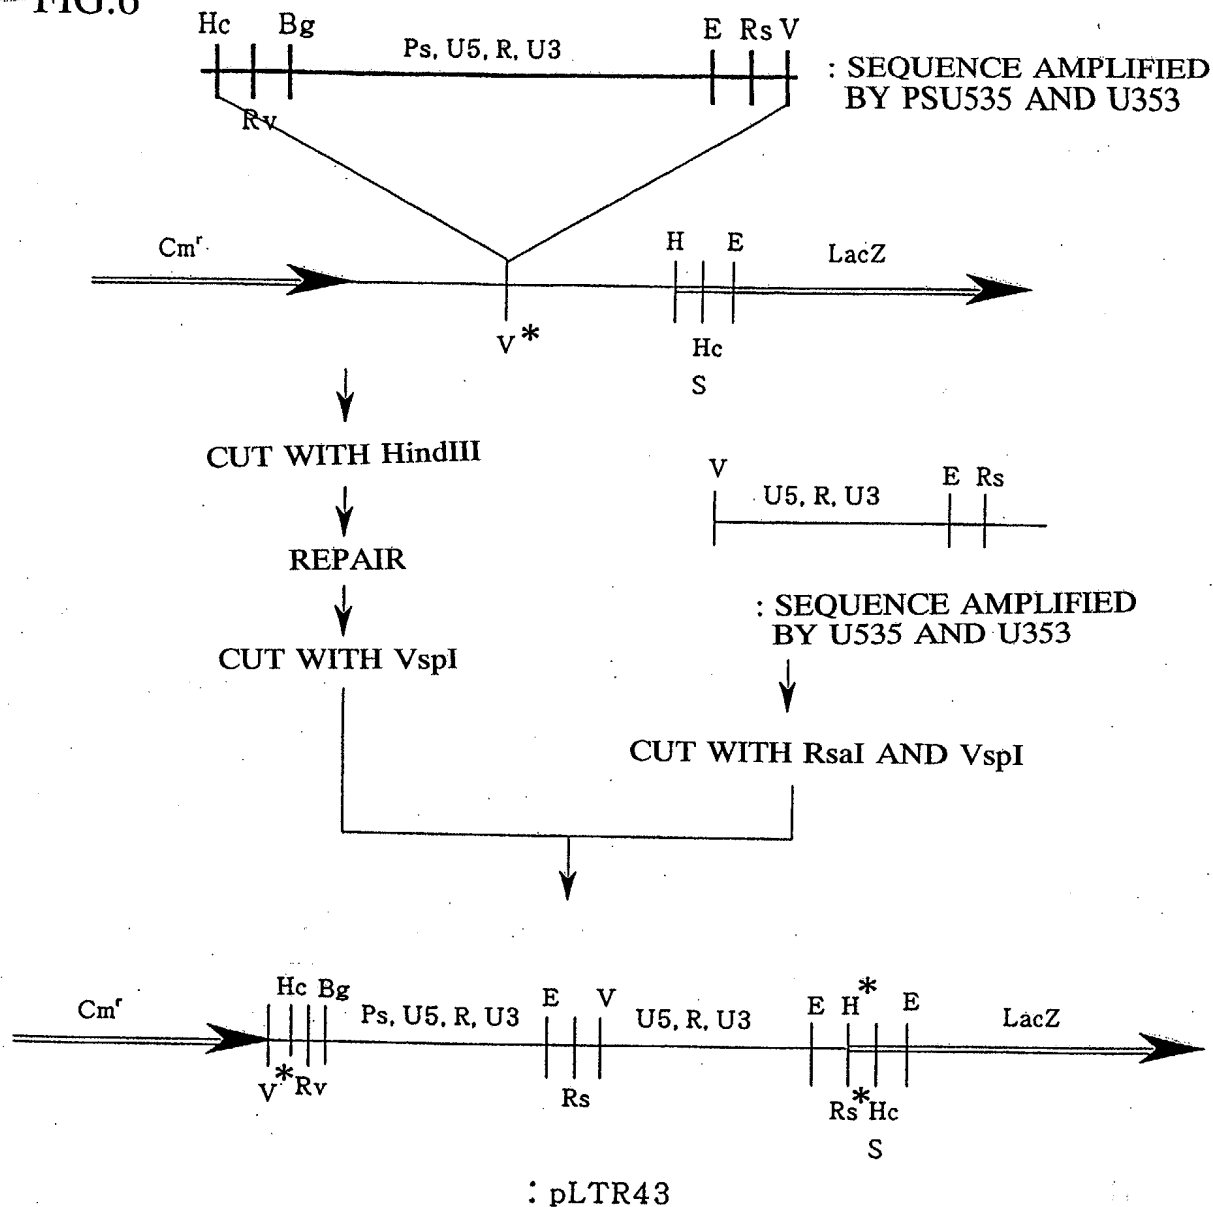 FIG.6
Hc Bg Ps, U5, R, U3 E Rs V
Rv
: SEQUENCE AMPLIFIED
BY PSU535 AND U353
Cmʳ H E LacZ
V* Hc
S
CUT WITH HindIII
REPAIR
CUT WITH VspI
V U5, R, U3 E Rs
: SEQUENCE AMPLIFIED
BY U535 AND U353
CUT WITH RsaI AND VspI
Cmʳ Hc Bg Ps, U5, R, U3 E V U5, R, U3 E H* E LacZ
V* Rv Rs Rs* Hc
S
: pLTR43